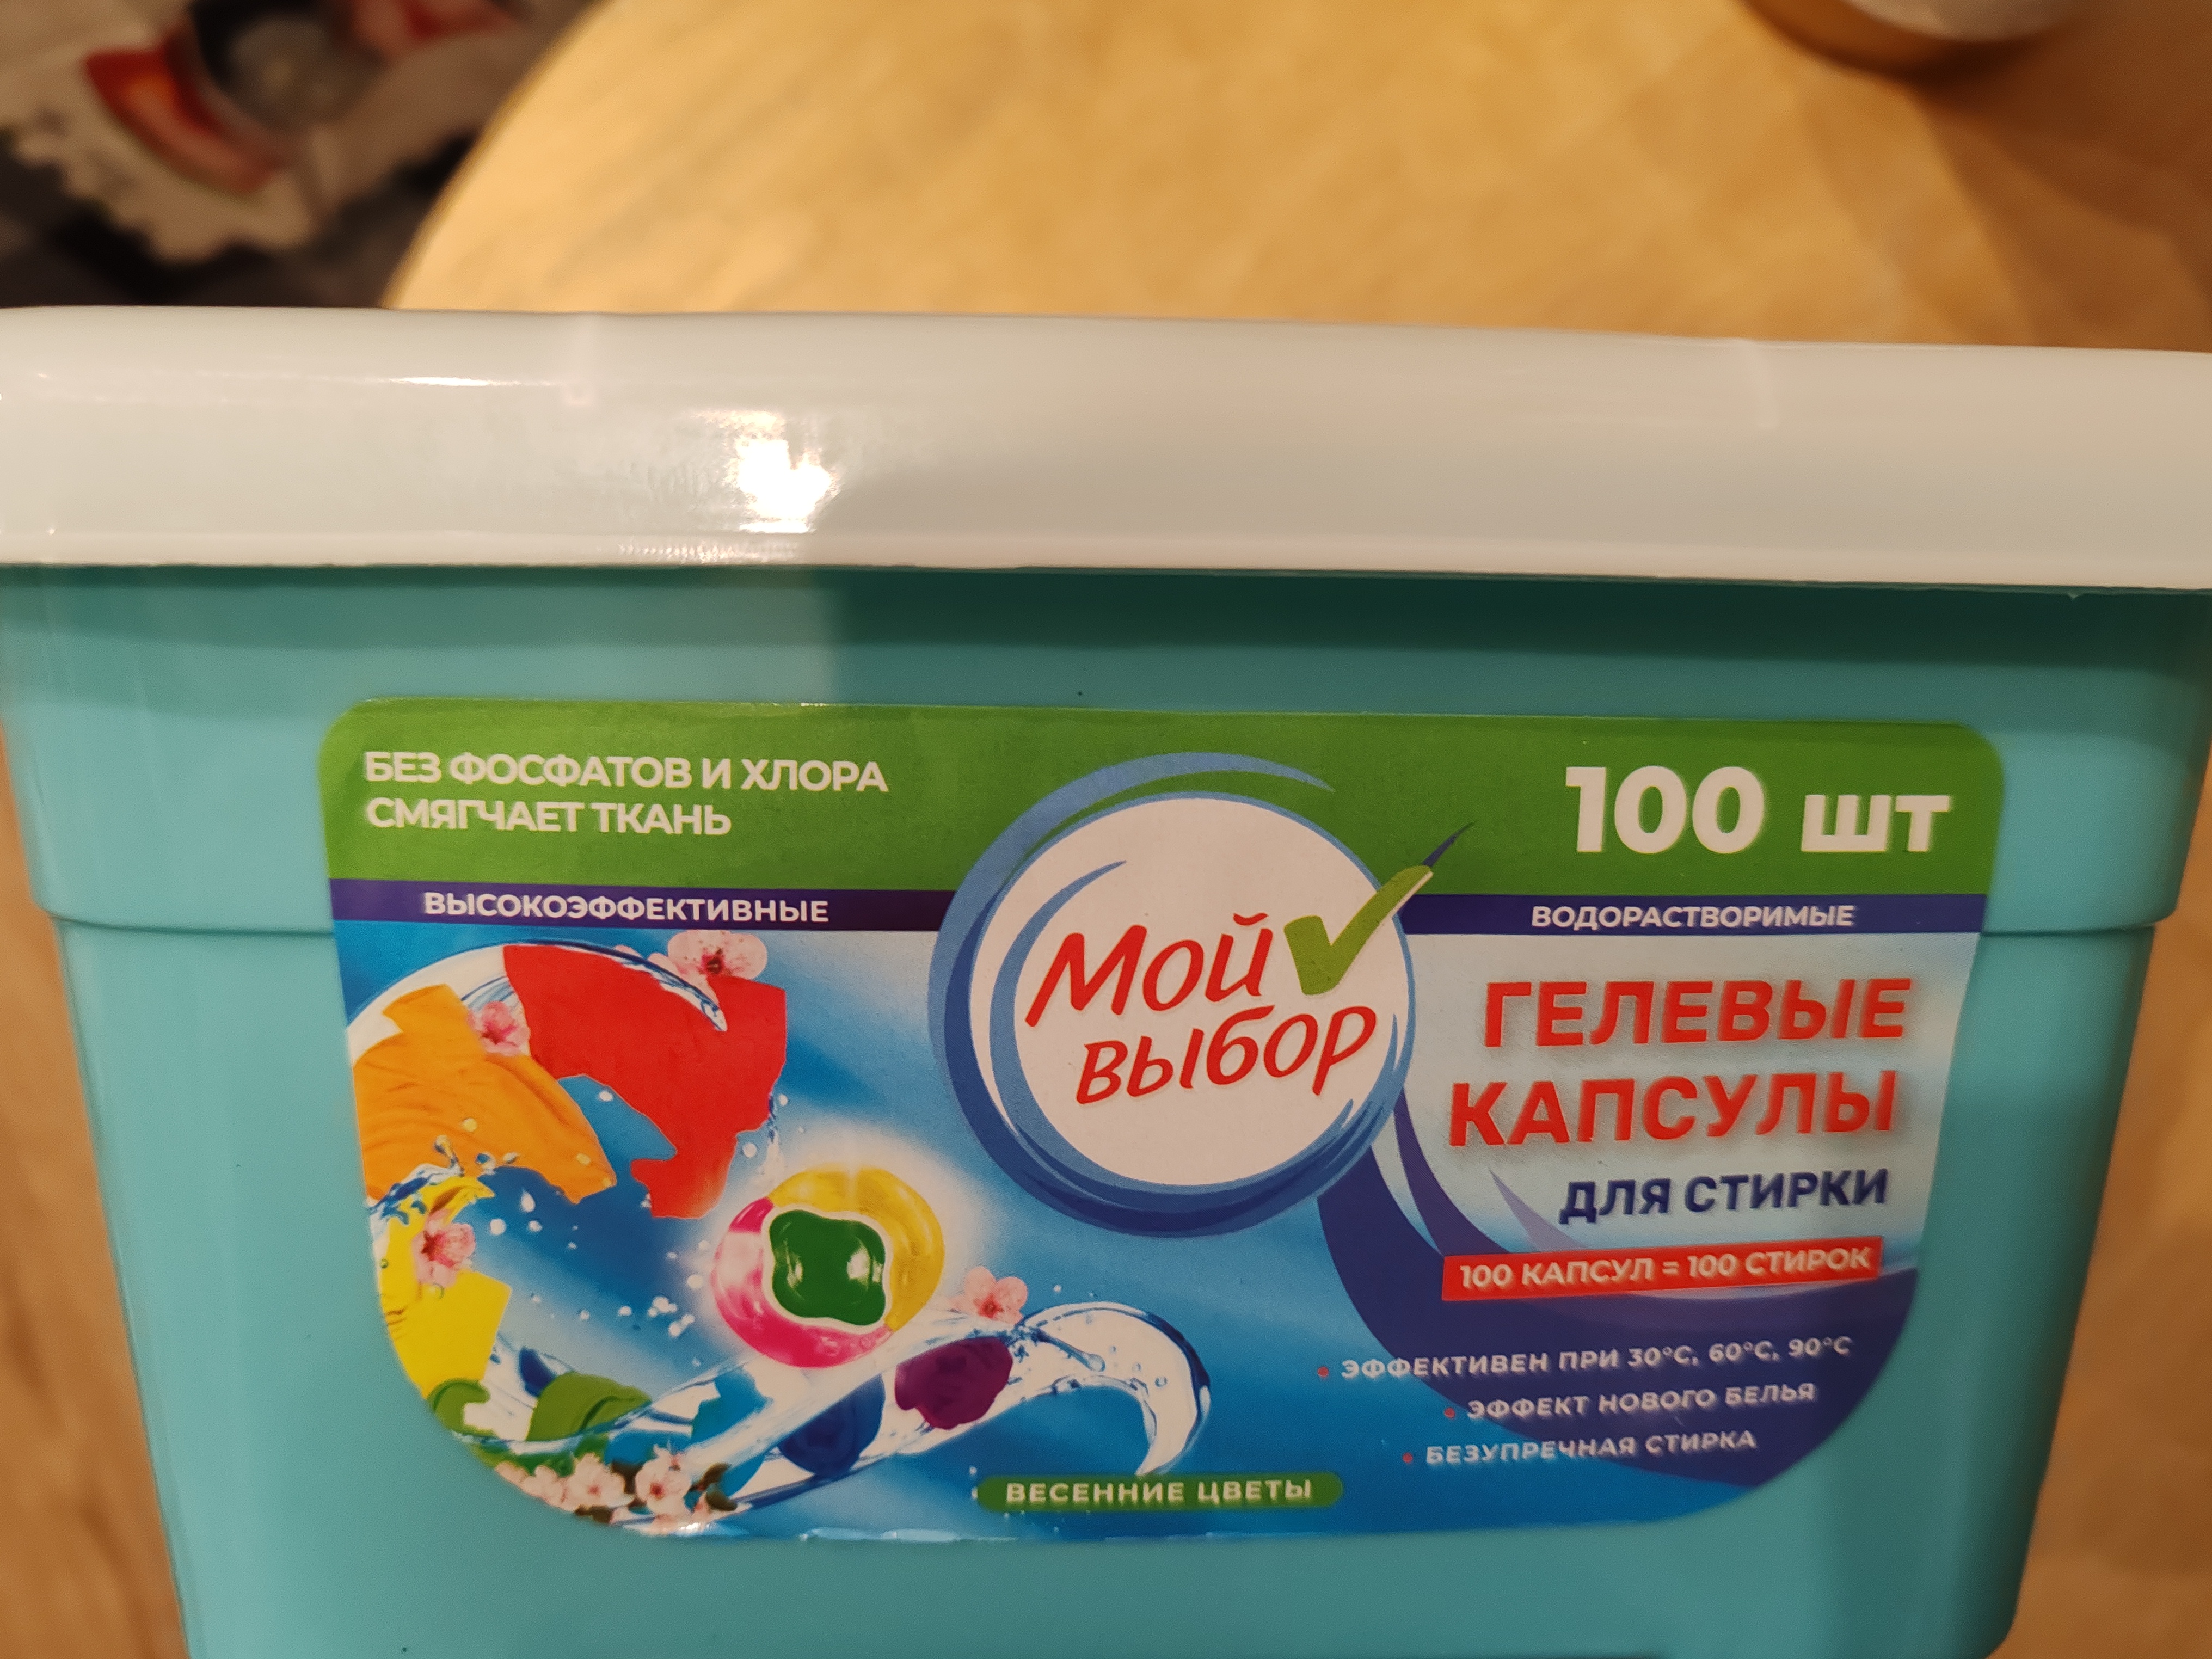 БЕЗ ФОСФАТОВ И ХЛОРА
СМЯГЧАЕТ ТКАНЬ
100 шт
ВЫСОКОЭФФЕКТИВНЫЕ
ВОДОРАСТВОРИМЫЕ
Мой
выбор
ГЕЛЕВЫЕ
КАПСУЛЫ
ДЛЯ СТИРКИ
100 КАПСУЛ = 100 СТИРОК
ЭФФЕКТИВЕН ПРИ 30°С, 60°С, 90°С
ЭФФЕКТ НОВОГО БЕЛЬЯ
БЕЗУПРЕЧНАЯ СТИРКА
ВЕСЕННИЕ ЦВЕТЫ